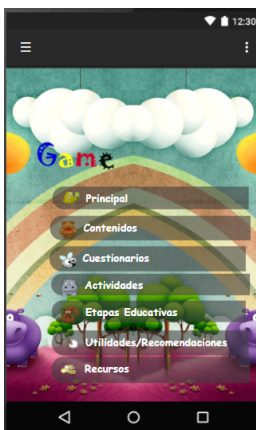 12:30
Game
Principal
Contenidos
Cuestionarios
Actividades
Etapas Educativas
Utilidades/Recomendaciones
Recursos